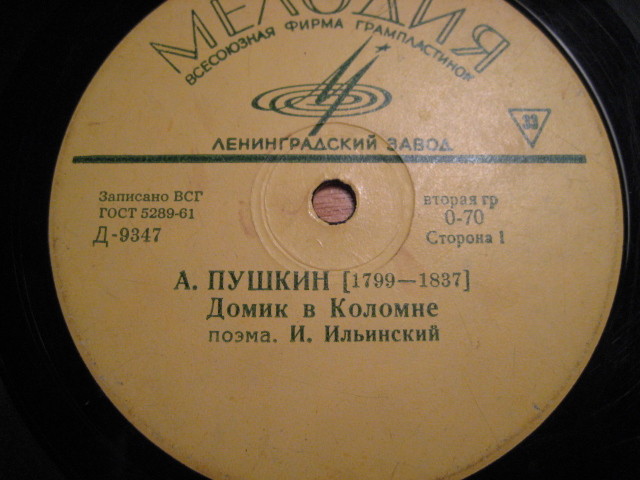 МЕЛОДИЯ
ВСЕСОЮЗНАЯ ФИРМА ГРАМПЛАСТИНОК
33
ЛЕНИНГРАДСКИЙ ЗАВОД
Записано ВСГ
ГОСТ 5289-61
Д-9347
вторая гр
0-70
Сторона 1
А. ПУШКИН [1799—1837]
Домик в Коломне
поэма. И. Ильинский